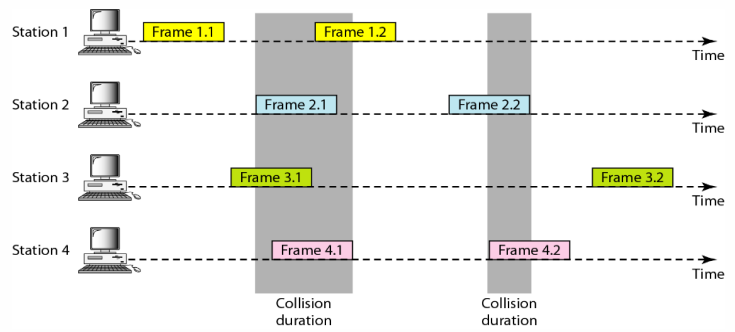 Station 1
Frame 1.1
Frame 1.2
Time
Station 2
Frame 2.1
Frame 2.2
Time
Station 3
Frame 3.1
Frame 3.2
Time
Station 4
Frame 4.1
Frame 4.2
Time
Collision
duration
Collision
duration